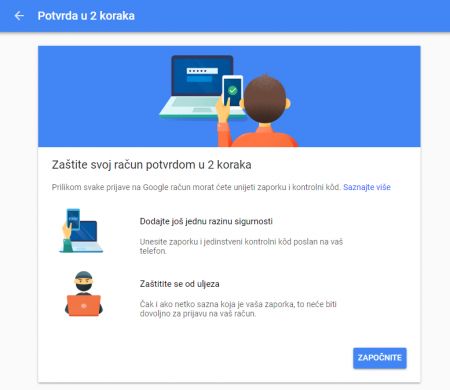 Potvrda u 2 koraka
Zaštite svoj račun potvrdom u 2 koraka
Prilikom svake prijave na Google račun morat ćete unijeti zaporku i kontrolni kôd. Saznajte više
Dodajte još jednu razinu sigurnosti
Unesite zaporku i jedinstveni kontrolni kôd poslan na vaš
telefon.
Zaštitite se od uljeza
Čak i ako netko sazna koja je vaša zaporka, to neće biti
dovoljno za prijavu na vaš račun.
ZAPOČNITE